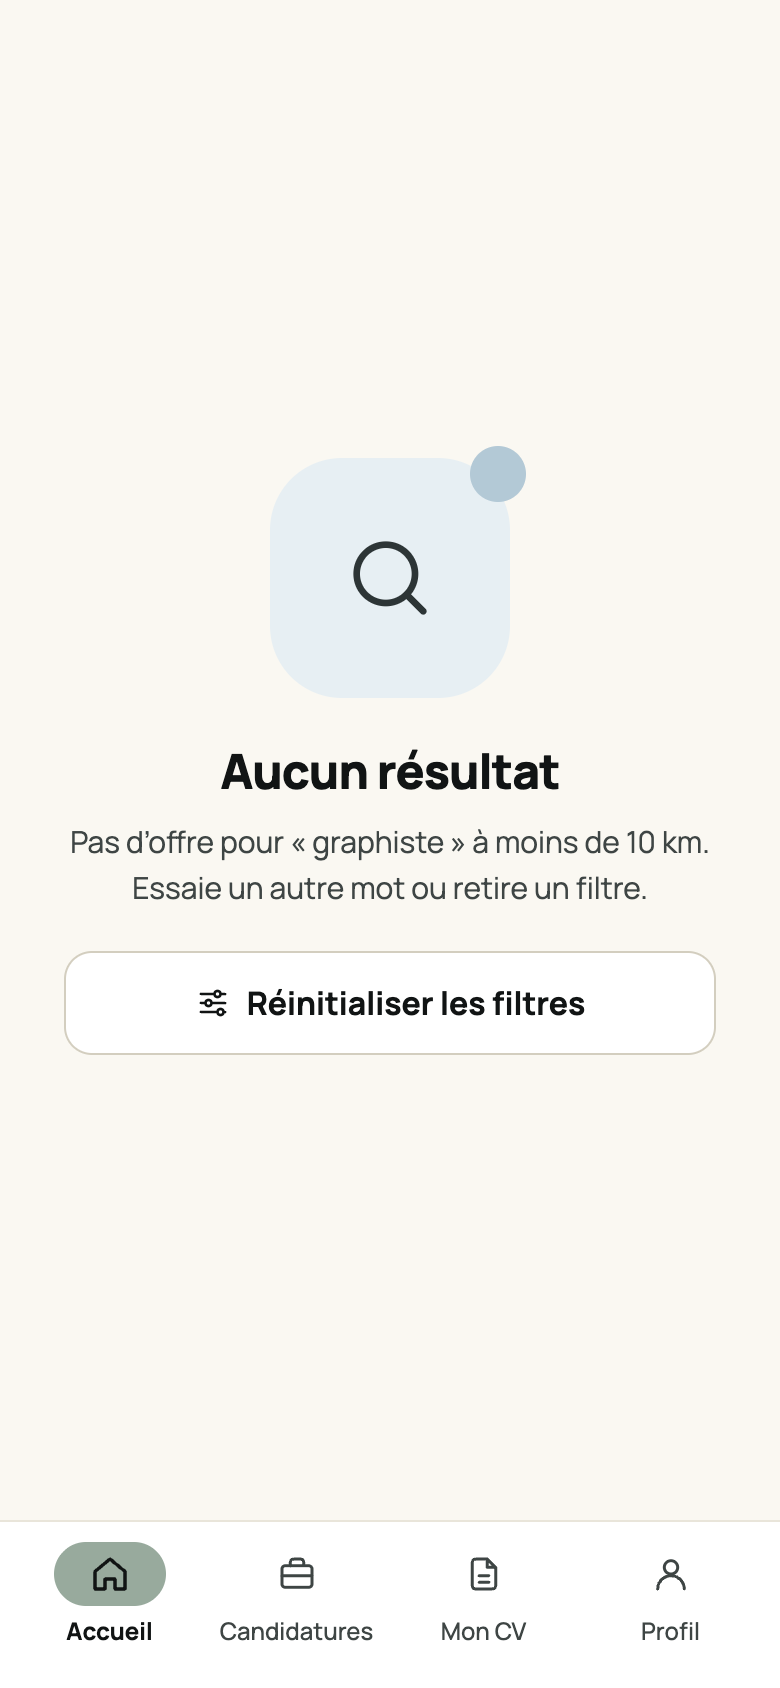 Aucun résultat
Pas d’offre pour « graphiste » à moins de 10 km.
Essaie un autre mot ou retire un filtre.
Réinitialiser les filtres
Accueil
Candidatures
Mon CV
Profil